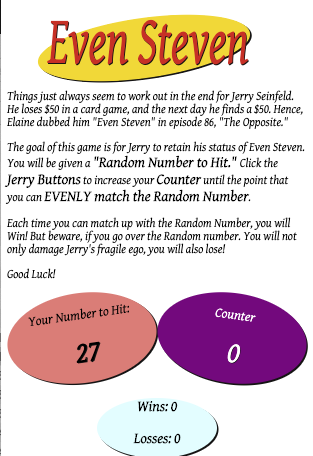 Even Steven
Things just always seem to work out in the end for Jerry Seinfeld.
He loses $50 in a card game, and the next day he finds a $50. Hence,
Elaine dubbed him "Even Steven" in episode 86, "The Opposite."
The goal of this game is for Jerry to retain his status of Even Steven.
You will be given a "Random Number to Hit." Click the
Jerry Buttons to increase your Counter until the point that
you can EVENLY match the Random Number.
Each time you can match up with the Random Number, you will
Win! But beware, if you go over the Random number. You will not
only damage Jerry's fragile ego, you will also lose!
Good Luck!
Your Number to Hit:
27
Counter
0
Wins: 0
Losses: 0